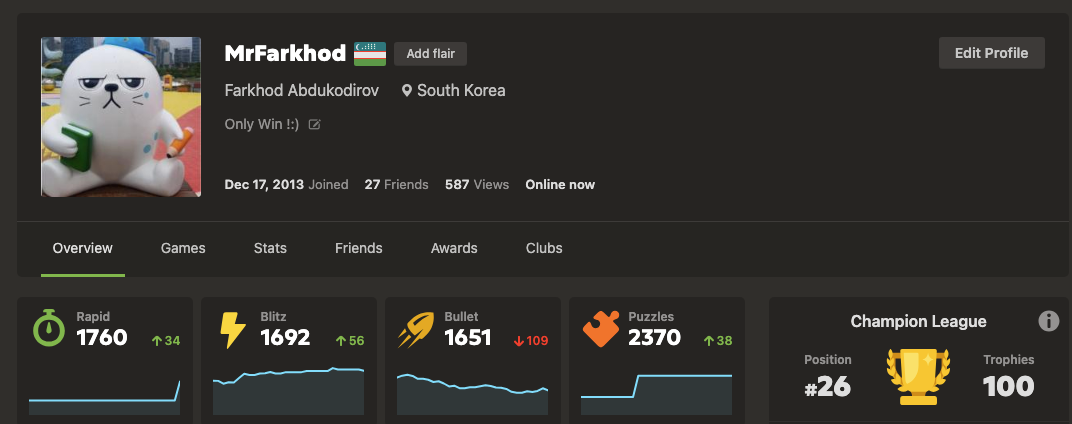 MrFarkhod Add flair Edit Profile
Farkhod Abdukodirov South Korea
Only Win !:)
Dec 17, 2013 Joined 27 Friends 587 Views Online now
Overview Games Stats Friends Awards Clubs
Rapid
1760 34
Blitz
1692 56
Bullet
1651 109
Puzzles
2370 38
Champion League
Position Trophies
#26 100